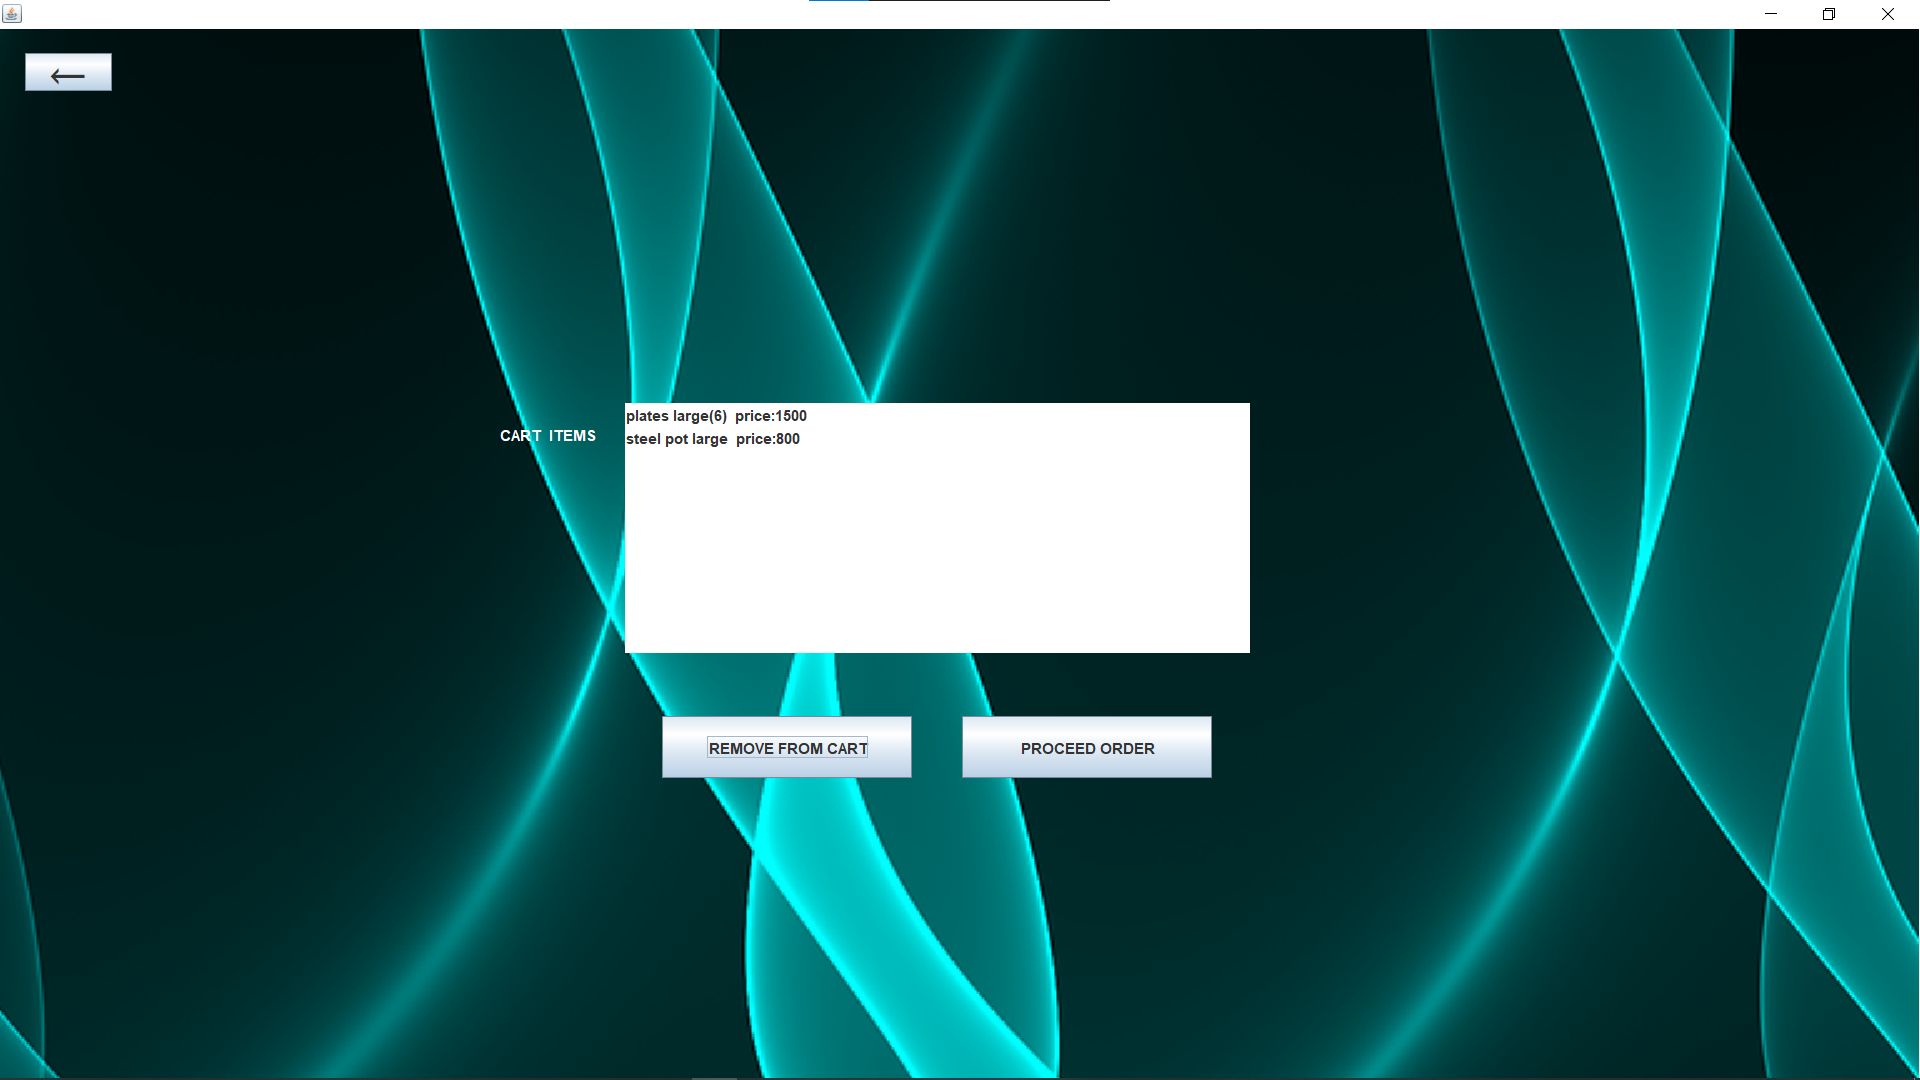 ←
CART ITEMS
plates large(6) price:1500
steel pot large price:800
REMOVE FROM CART
PROCEED ORDER